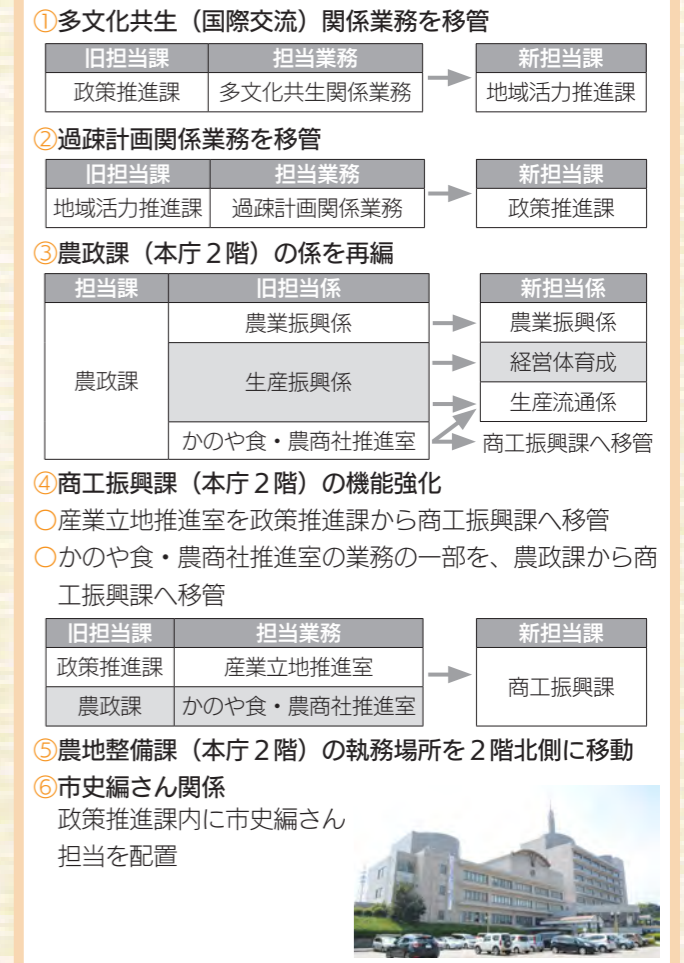 ①多文化共生（国際交流）関係業務を移管
旧担当課 担当業務 新担当課
政策推進課 多文化共生関係業務 地域活力推進課
②過疎計画関係業務を移管
旧担当課 担当業務 新担当課
地域活力推進課 過疎計画関係業務 政策推進課
③農政課（本庁２階）の係を再編
担当課 旧担当係 新担当係
農業振興係 農業振興係
農政課 生産振興係 経営体育成
生産流通係
かのや食・農商社推進室 商工振興課へ移管
④商工振興課（本庁２階）の機能強化
○産業立地推進室を政策推進課から商工振興課へ移管
○かのや食・農商社推進室の業務の一部を、農政課から商
工振興課へ移管
旧担当課 担当業務 新担当課
政策推進課 産業立地推進室 商工振興課
農政課 かのや食・農商社推進室
⑤農地整備課（本庁２階）の執務場所を２階北側に移動
⑥市史編さん関係
政策推進課内に市史編さん
担当を配置